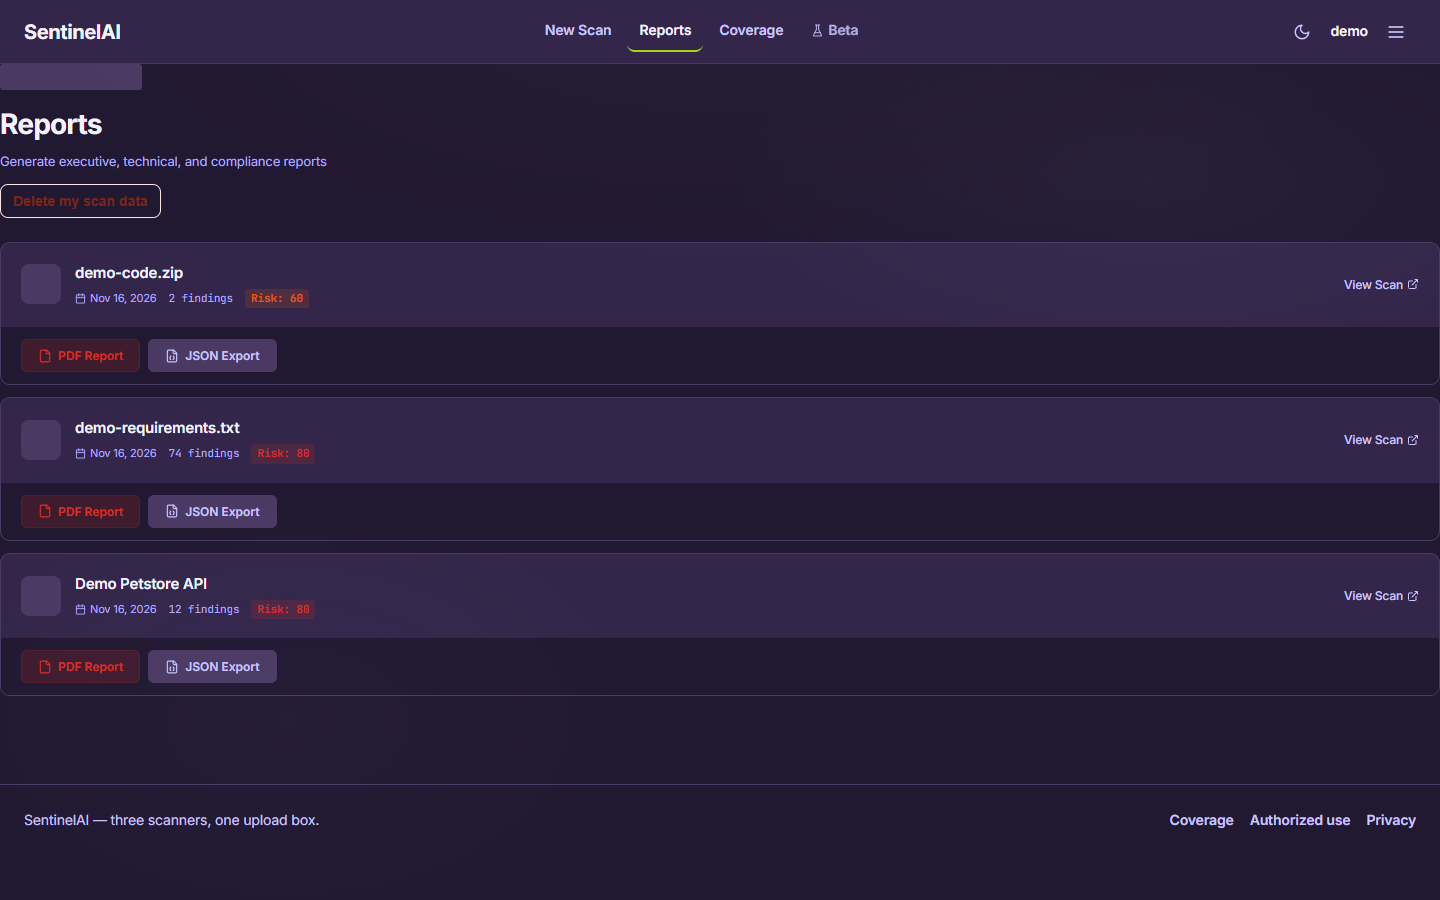 SentinelAI
New Scan
Reports
Coverage
Beta
demo
Reports
Generate executive, technical, and compliance reports
Delete my scan data
demo-code.zip
Nov 16, 2026 2 findings Risk: 60
View Scan
PDF Report
JSON Export
demo-requirements.txt
Nov 16, 2026 74 findings Risk: 80
View Scan
PDF Report
JSON Export
Demo Petstore API
Nov 16, 2026 12 findings Risk: 80
View Scan
PDF Report
JSON Export
SentinelAI — three scanners, one upload box.
Coverage
Authorized use
Privacy